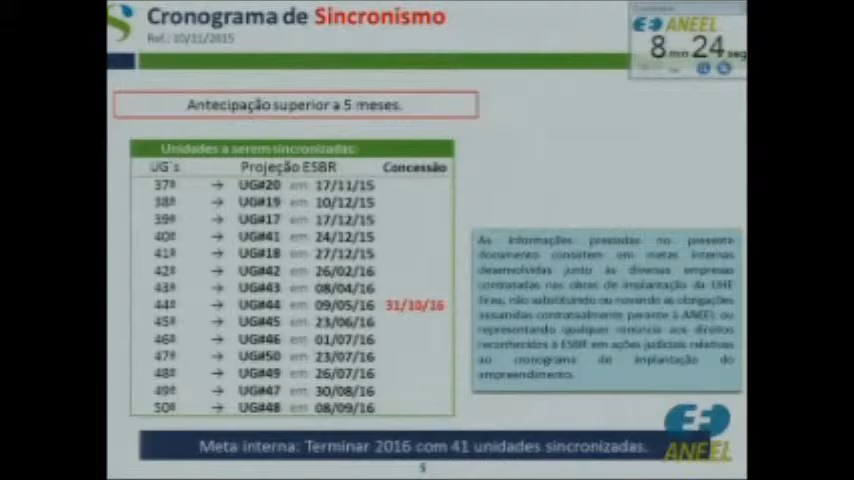 Cronograma de Sincronismo
Ref.: 10/11/2015
ANEEL
8 min 24 seg
Antecipação superior a 5 meses.
Unidades a serem sincronizadas:
UG's Projeção ESBR Concessão
37ª → UG#20 em 17/11/15
38ª → UG#19 em 10/12/15
39ª → UG#17 em 17/12/15
40ª → UG#41 em 24/12/15
41ª → UG#18 em 27/12/15
42ª → UG#42 em 26/02/16
43ª → UG#43 em 08/04/16
44ª → UG#44 em 09/05/16 31/10/16
45ª → UG#45 em 23/06/16
46ª → UG#46 em 01/07/16
47ª → UG#50 em 23/07/16
48ª → UG#49 em 26/07/16
49ª → UG#47 em 30/08/16
50ª → UG#48 em 08/09/16
As informações prestadas no presente
documento consistem em metas internas
desenvolvidas junto às diversas empresas
contratadas nas obras de implantação da UHE
Jirau, não substituindo ou novando as obrigações
assumidas contratualmente perante à ANEEL ou
representando qualquer renúncia aos direitos
reconhecidos à ESBR em ações judiciais relativas
ao cronograma de implantação do
empreendimento.
Meta interna: Terminar 2016 com 41 unidades sincronizadas.
ANEEL
5